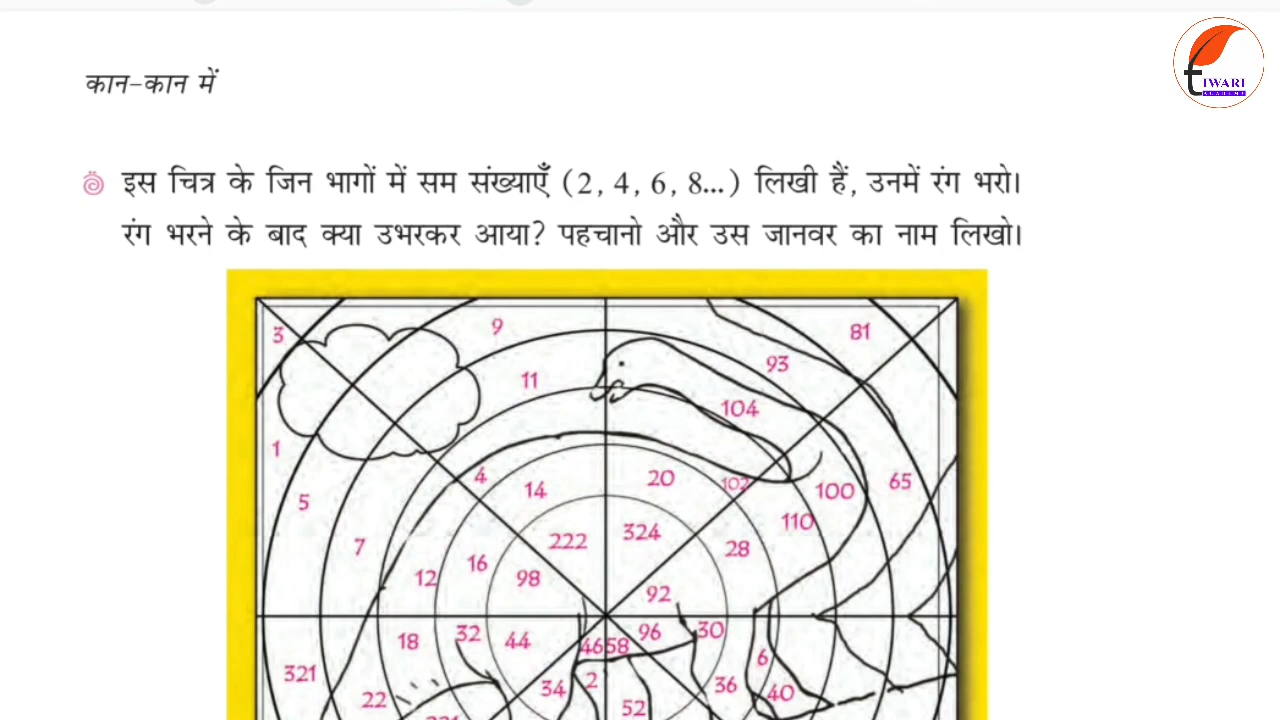 कान-कान में
tIWARI
ACADEMY
इस चित्र के जिन भागों में सम संख्याएँ (2, 4, 6, 8...) लिखी हैं, उनमें रंग भरो।
रंग भरने के बाद क्या उभरकर आया? पहचानो और उस जानवर का नाम लिखो।
3 9 81
93
11
104
1
4 20 102 65
14 100
5
110
222 324
7 28
16
12 98
92
96 30
18 32 44 46 58
6
321
34 2 36 40
22
52